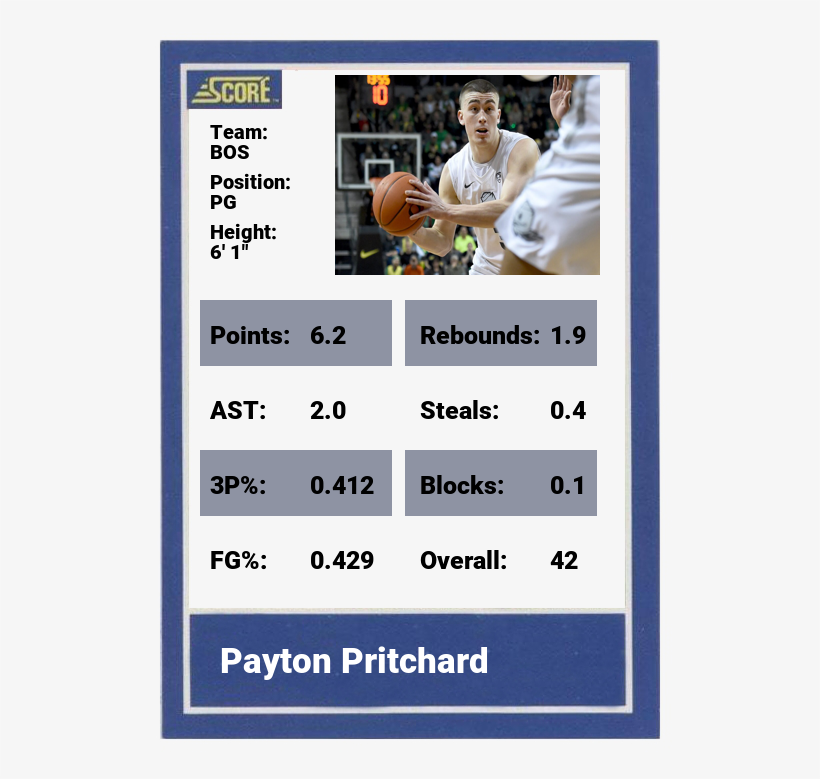 SCORE
Team:
BOS
Position:
PG
Height:
6' 1"
10
Points: 6.2 Rebounds: 1.9
AST: 2.0 Steals: 0.4
3P%: 0.412 Blocks: 0.1
FG%: 0.429 Overall: 42
Payton Pritchard